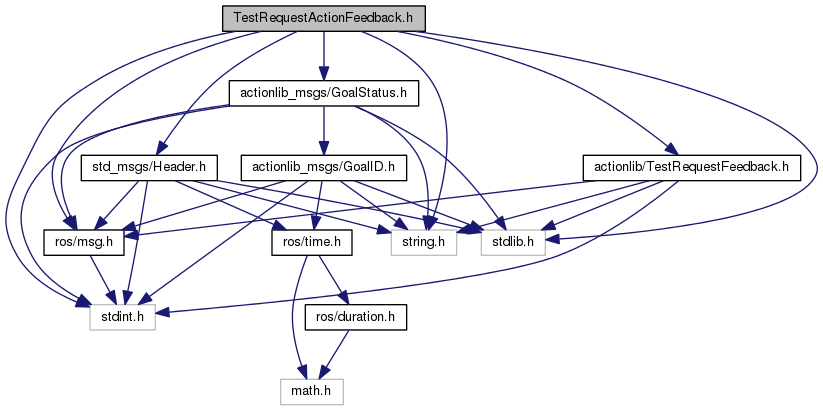 TestRequestActionFeedback.h
actionlib_msgs/GoalStatus.h
std_msgs/Header.h
actionlib_msgs/GoalID.h
actionlib/TestRequestFeedback.h
ros/msg.h
ros/time.h
string.h
stdlib.h
stdint.h
ros/duration.h
math.h